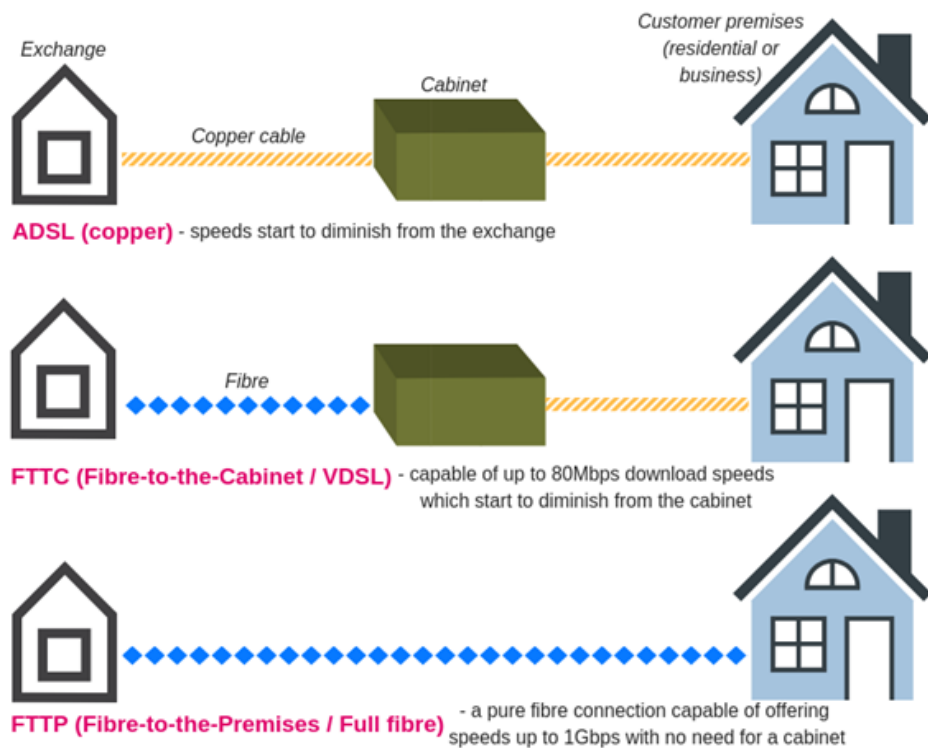 Exchange
Cabinet
Customer premises
(residential or
business)
Copper cable
ADSL (copper) - speeds start to diminish from the exchange
Fibre
FTTC (Fibre-to-the-Cabinet / VDSL) - capable of up to 80Mbps download speeds
which start to diminish from the cabinet
FTTP (Fibre-to-the-Premises / Full fibre) - a pure fibre connection capable of offering
speeds up to 1Gbps with no need for a cabinet